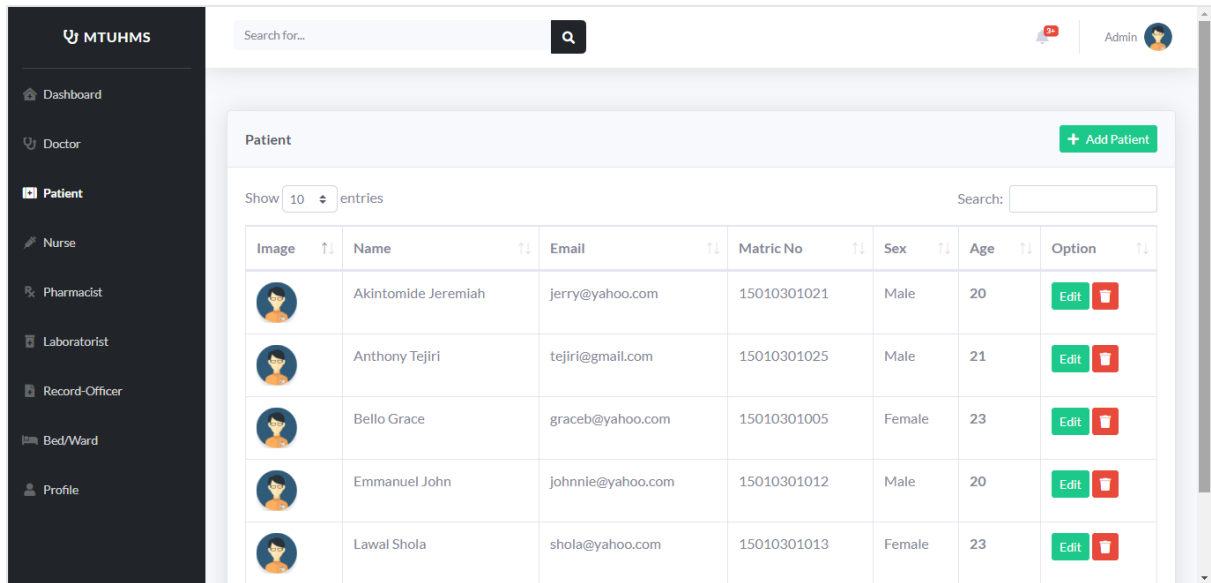 MTUHMS
Search for...
3+
Admin
Dashboard
Doctor
Patient
Nurse
Pharmacist
Laboratorist
Record-Officer
Bed/Ward
Profile
Patient
+ Add Patient
Show 10 entries
Search:
Image Name Email Matric No Sex Age Option
Akintomide Jeremiah jerry@yahoo.com 15010301021 Male 20 Edit
Anthony Tejiri tejiri@gmail.com 15010301025 Male 21 Edit
Bello Grace graceb@yahoo.com 15010301005 Female 23 Edit
Emmanuel John johnnie@yahoo.com 15010301012 Male 20 Edit
Lawal Shola shola@yahoo.com 15010301013 Female 23 Edit